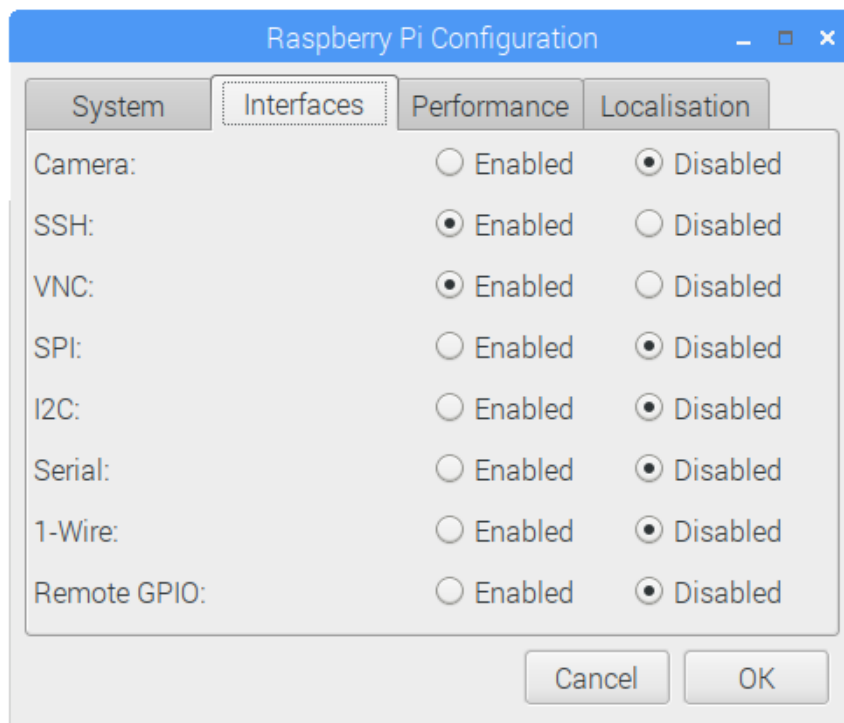 Raspberry Pi Configuration
System Interfaces Performance Localisation
Camera: Enabled Disabled
SSH: Enabled Disabled
VNC: Enabled Disabled
SPI: Enabled Disabled
I2C: Enabled Disabled
Serial: Enabled Disabled
1-Wire: Enabled Disabled
Remote GPIO: Enabled Disabled
Cancel OK